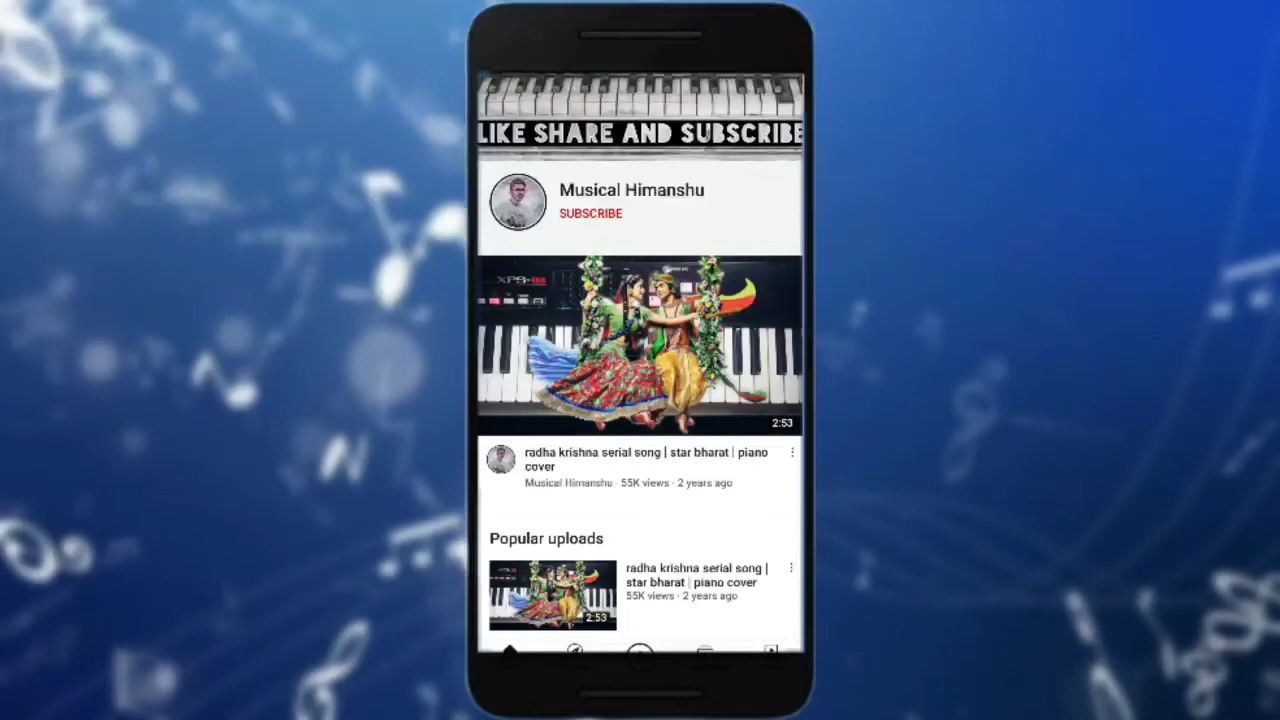 LIKE SHARE AND SUBSCRIBE
Musical Himanshu
SUBSCRIBE
2:53
radha krishna serial song | star bharat | piano
cover
Musical Himanshu · 55K views · 2 years ago
Popular uploads
radha krishna serial song |
star bharat | piano cover
55K views · 2 years ago
2:53